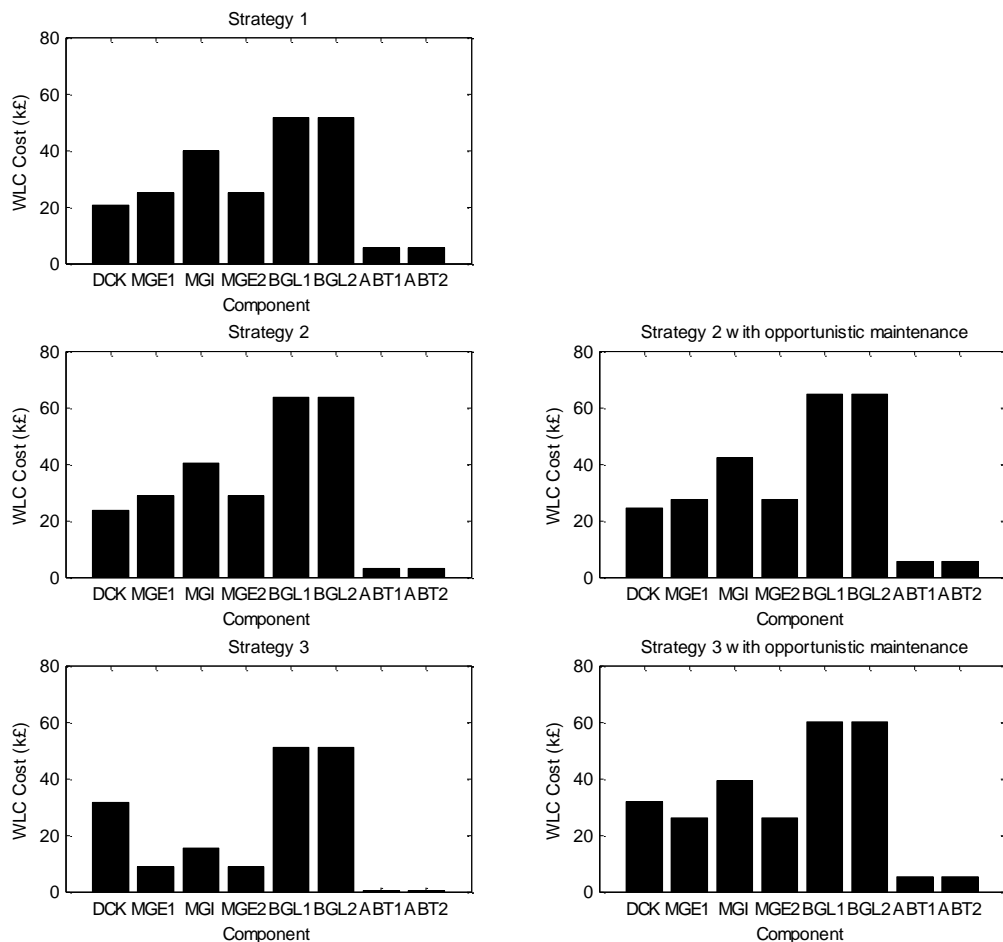 Strategy 1
80
60
40
20
0
WLC Cost (k£)
DCK MGE1 MGI MGE2 BGL1 BGL2 ABT1 ABT2
Component
Strategy 2
80
60
40
20
0
WLC Cost (k£)
DCK MGE1 MGI MGE2 BGL1 BGL2 ABT1 ABT2
Component
Strategy 2 with opportunistic maintenance
80
60
40
20
0
WLC Cost (k£)
DCK MGE1 MGI MGE2 BGL1 BGL2 ABT1 ABT2
Component
Strategy 3
80
60
40
20
0
WLC Cost (k£)
DCK MGE1 MGI MGE2 BGL1 BGL2 ABT1 ABT2
Component
Strategy 3 with opportunistic maintenance
80
60
40
20
0
WLC Cost (k£)
DCK MGE1 MGI MGE2 BGL1 BGL2 ABT1 ABT2
Component